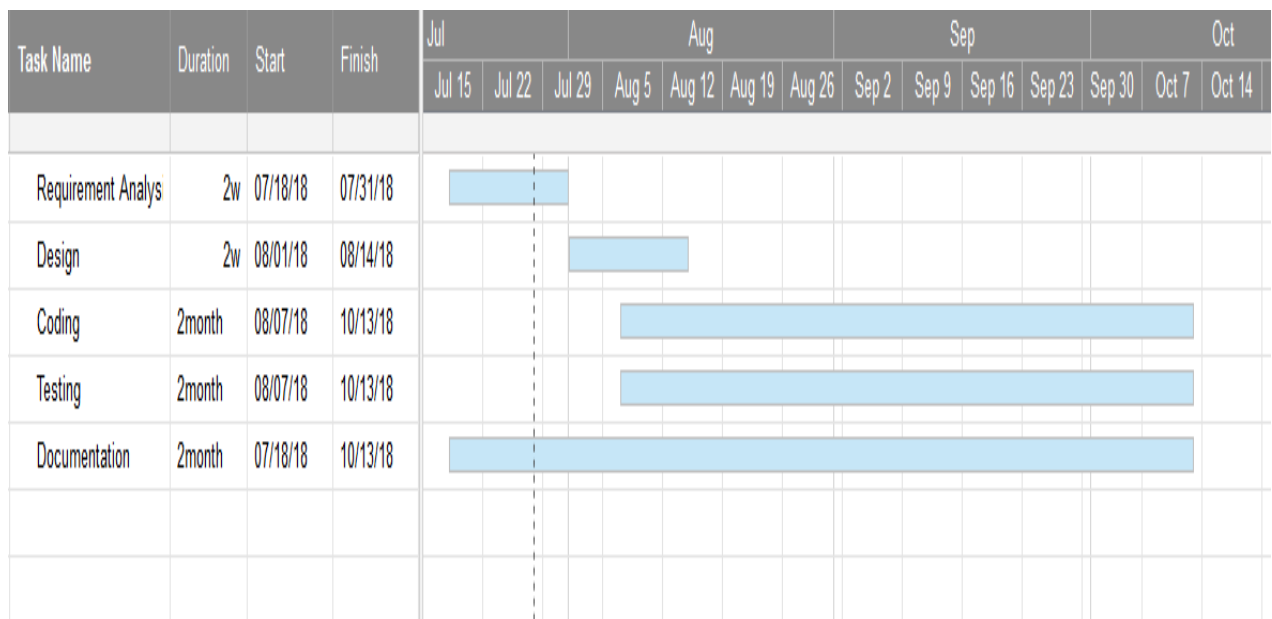 Jul Aug Sep Oct
Task Name Duration Start Finish
Jul 15 Jul 22 Jul 29 Aug 5 Aug 12 Aug 19 Aug 26 Sep 2 Sep 9 Sep 16 Sep 23 Sep 30 Oct 7 Oct 14
Requirement Analys 2w 07/18/18 07/31/18
Design 2w 08/01/18 08/14/18
Coding 2month 08/07/18 10/13/18
Testing 2month 08/07/18 10/13/18
Documentation 2month 07/18/18 10/13/18